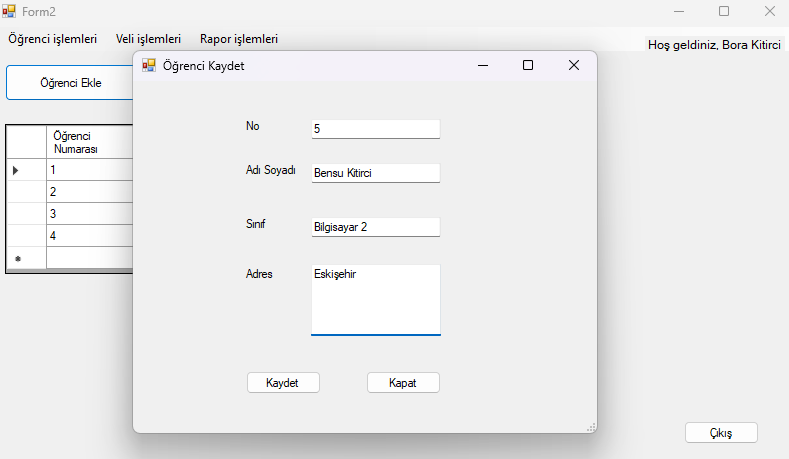 Form2
Öğrenci işlemleri Veli işlemleri Rapor işlemleri
Hoş geldiniz, Bora Kitirci
Öğrenci Ekle
Öğrenci
Numarası
1
2
3
4
Öğrenci Kaydet
No 5
Adı Soyadı Bensu Kitirci
Sınıf Bilgisayar 2
Adres Eskişehir
Kaydet Kapat
Çıkış